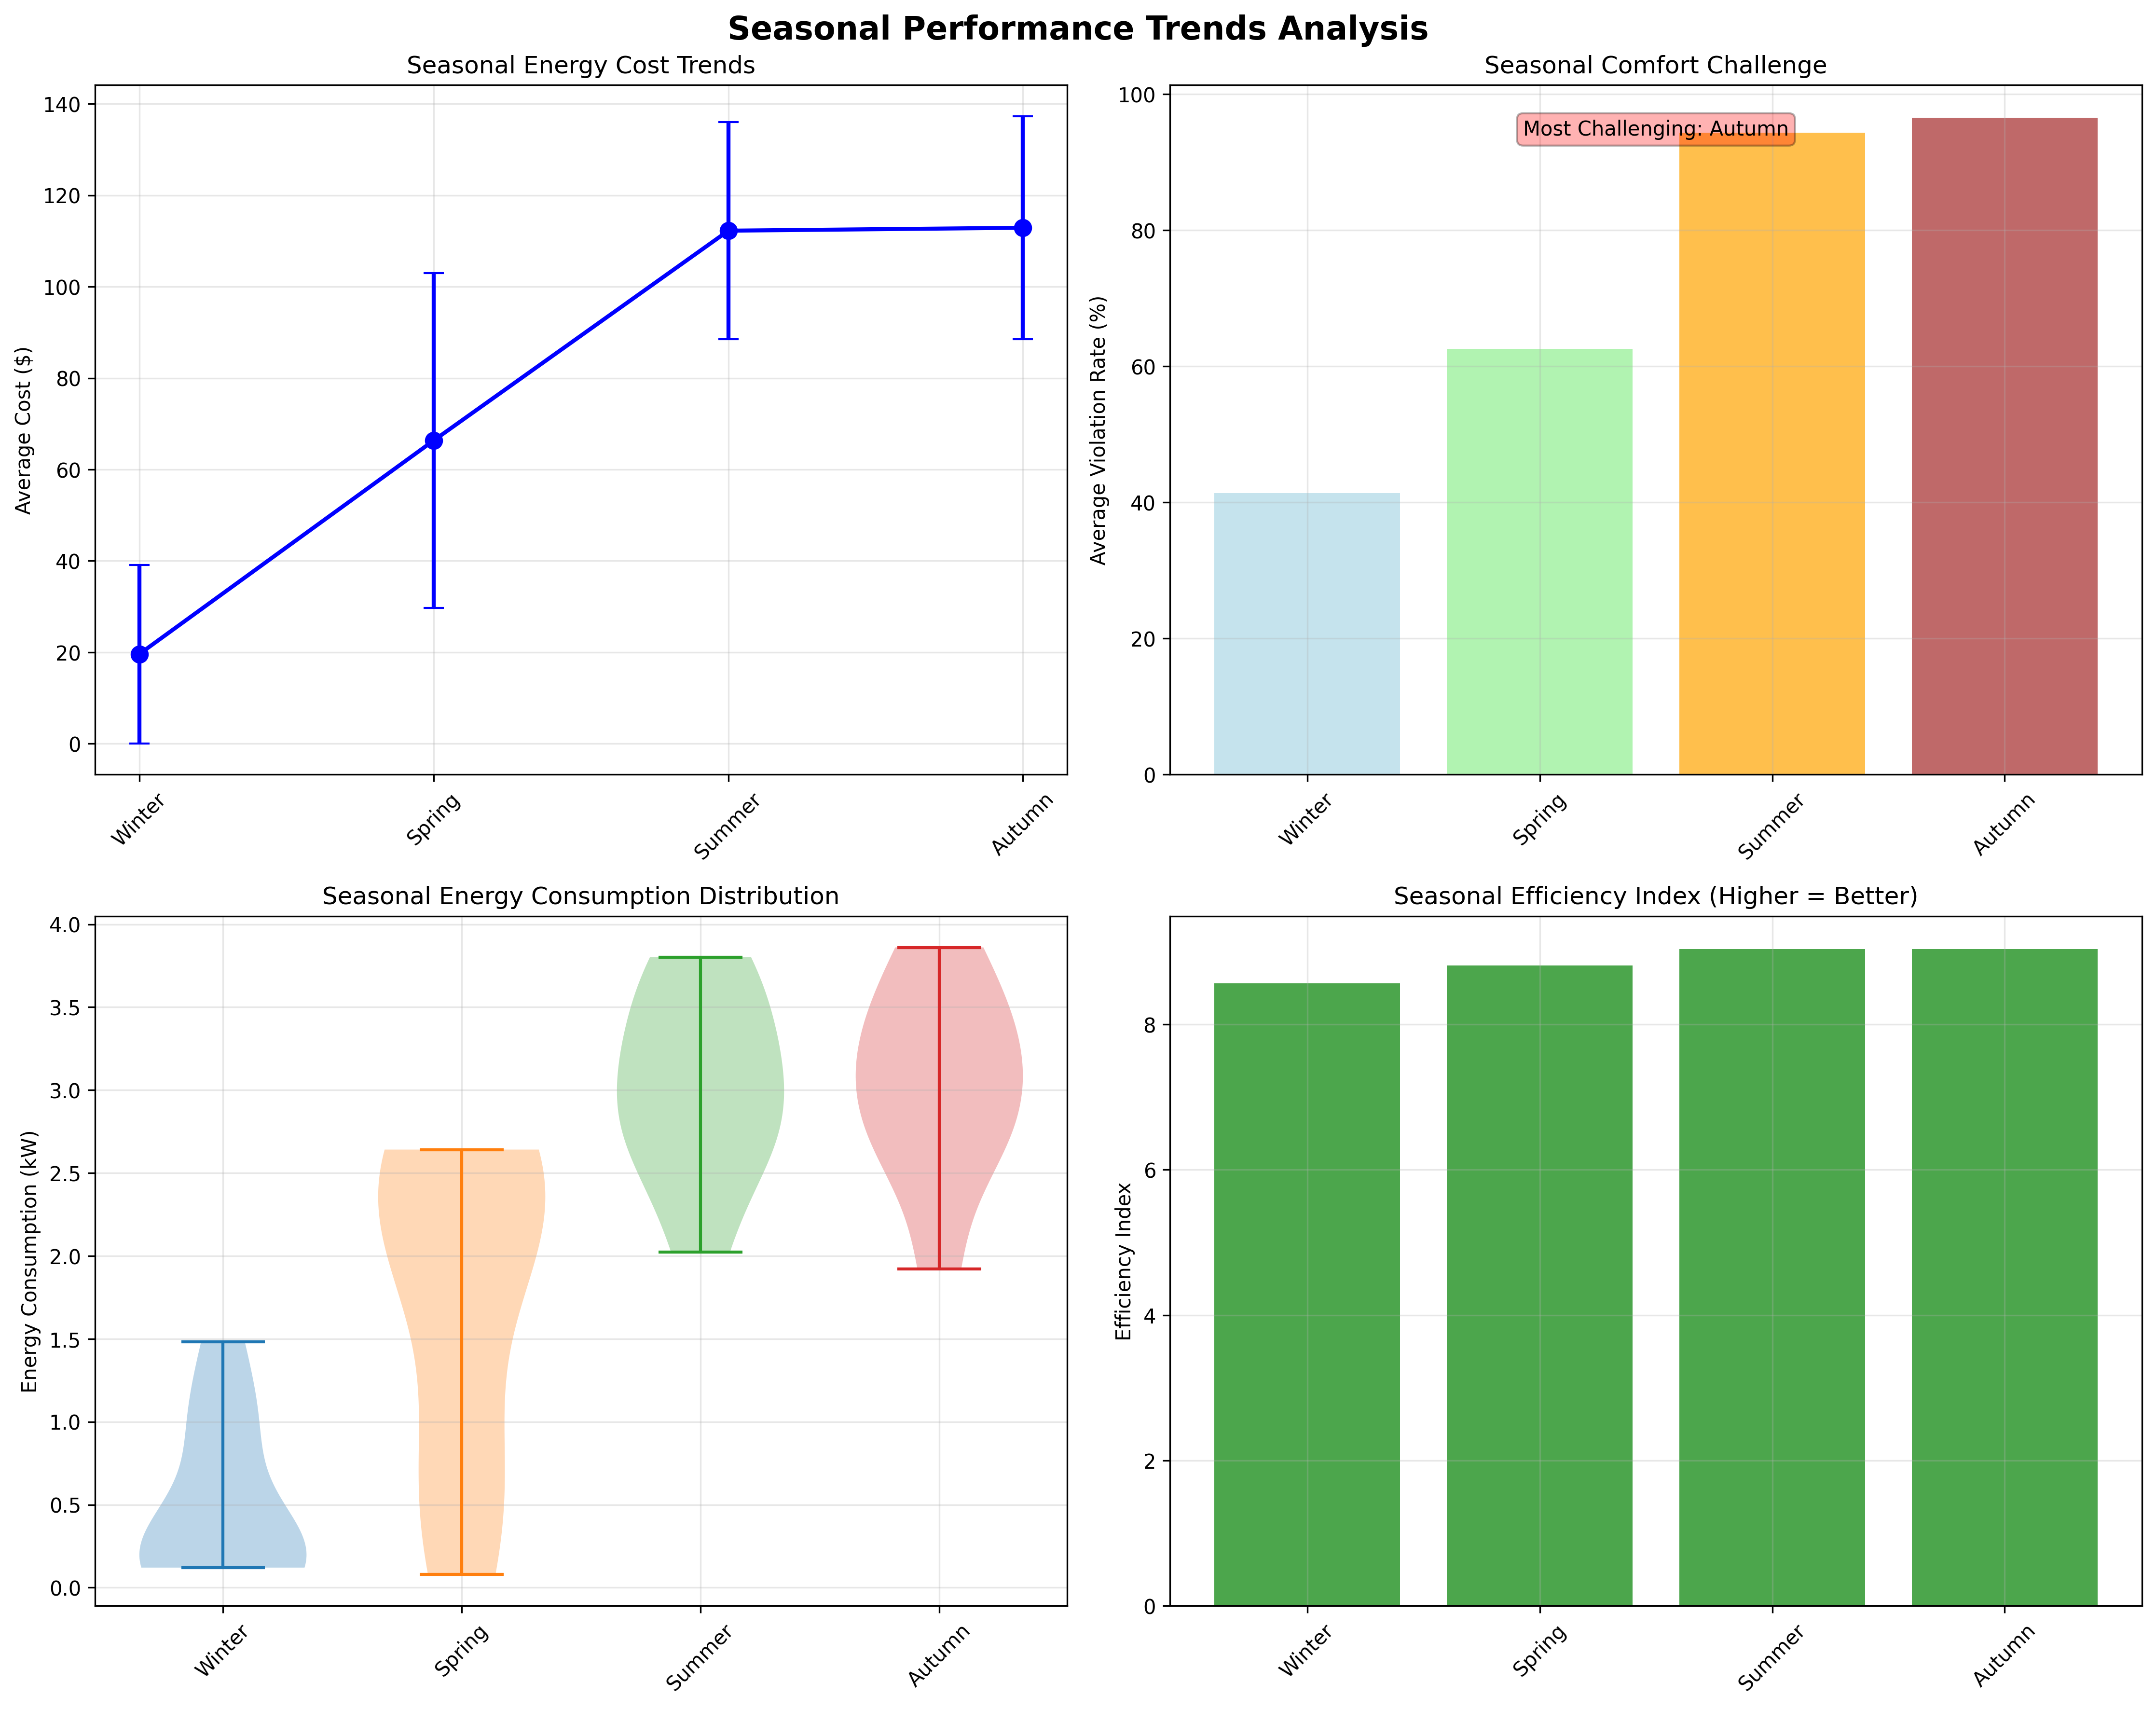 Seasonal Performance Trends Analysis
Seasonal Energy Cost Trends
Average Cost ($)
140
120
100
80
60
40
20
0
Winter
Spring
Summer
Autumn
Seasonal Comfort Challenge
Average Violation Rate (%)
100
80
60
40
20
0
Most Challenging: Autumn
Winter
Spring
Summer
Autumn
Seasonal Energy Consumption Distribution
Energy Consumption (kW)
4.0
3.5
3.0
2.5
2.0
1.5
1.0
0.5
0.0
Winter
Spring
Summer
Autumn
Seasonal Efficiency Index (Higher = Better)
Efficiency Index
8
6
4
2
0
Winter
Spring
Summer
Autumn